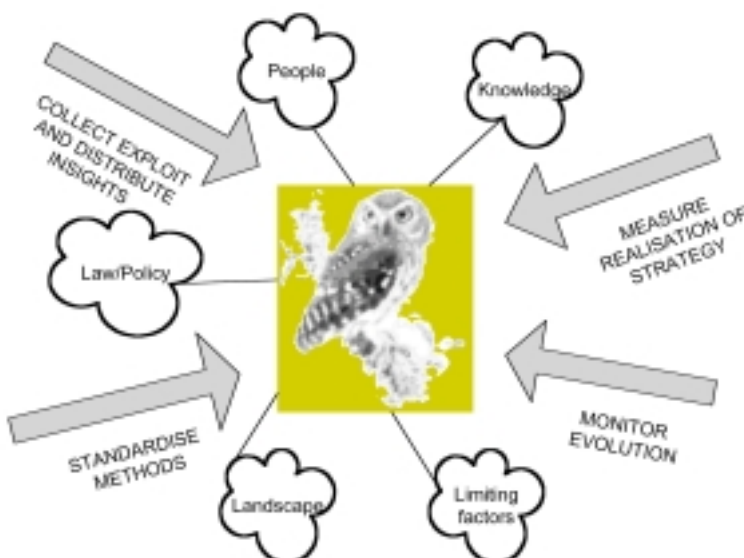 People
Knowledge
COLLECT EXPLOIT
AND DISTRIBUTE
INSIGHTS
MEASURE
REALISATION OF
STRATEGY
Law/Policy
STANDARDISE
METHODS
MONITOR
EVOLUTION
Landscape
Limiting
factors